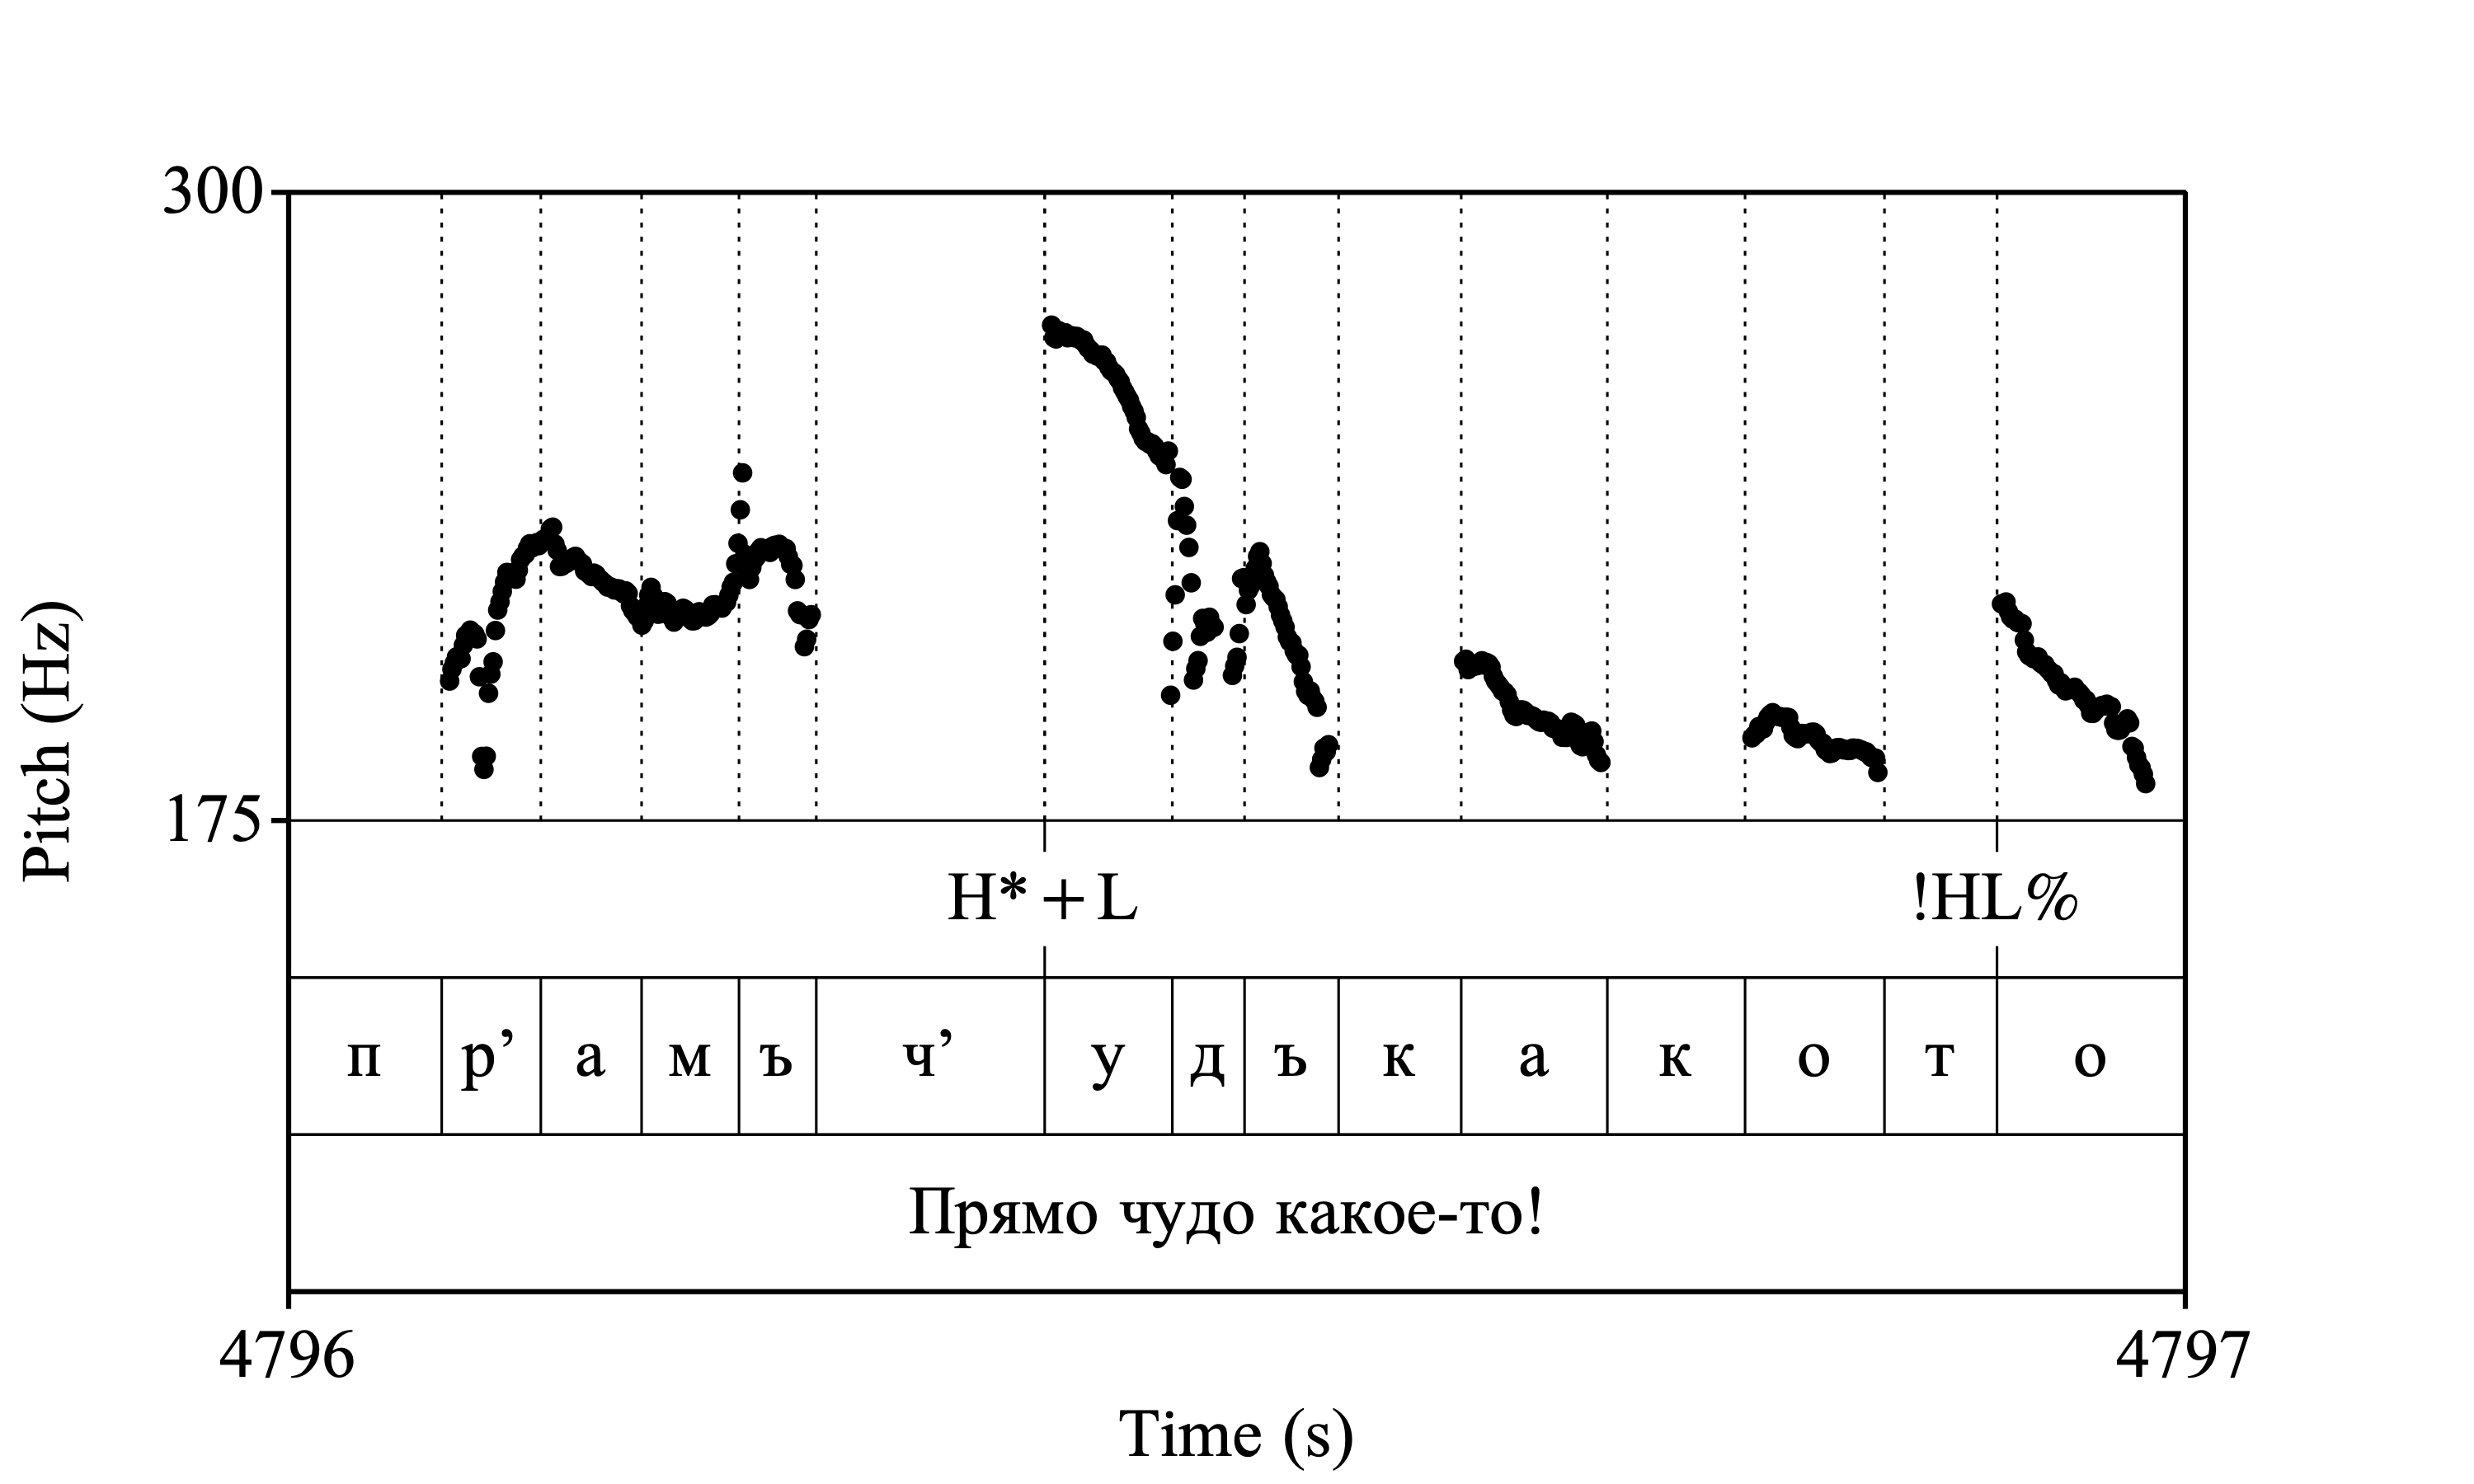 300
175
Pitch (Hz)
H*+L !HL%
п р’ а м ъ ч’ у д ъ к а к о т о
Прямо чудо какое-то!
4796 4797
Time (s)